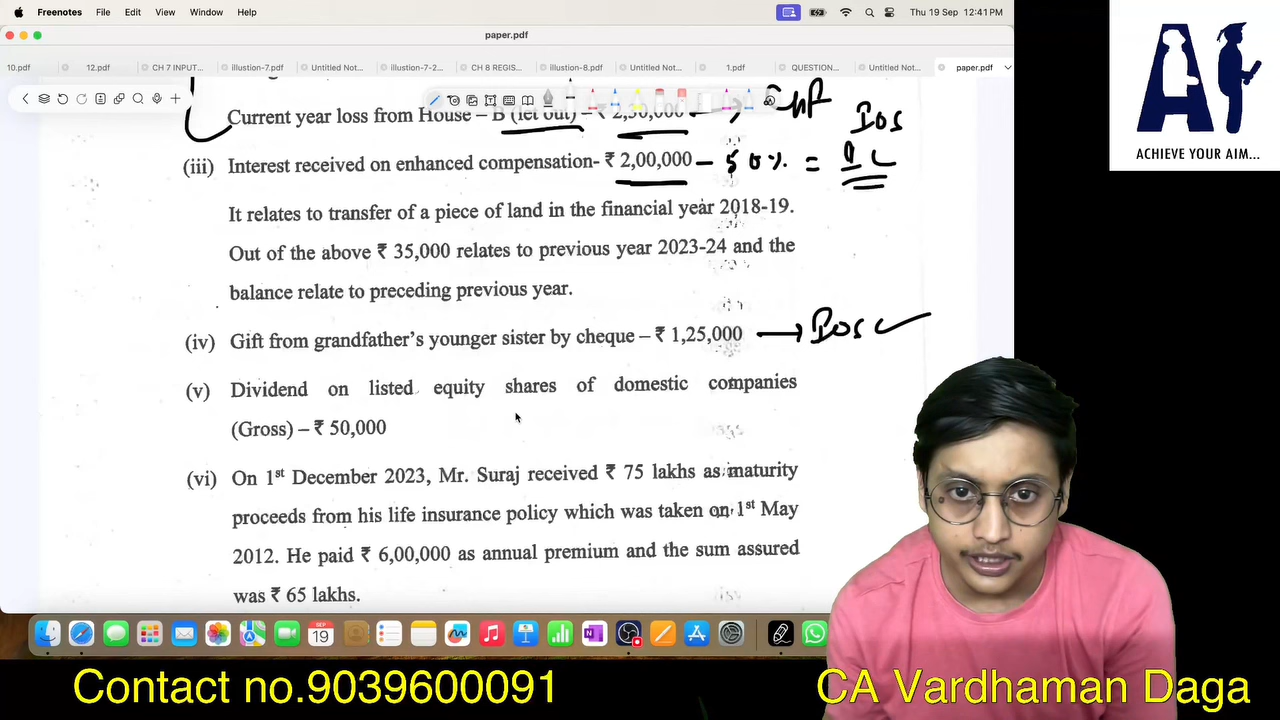 Freenotes File Edit View Window Help Thu 19 Sep 12:41 PM
paper.pdf
10.pdf 12.pdf CH 7 INPUT... illustion-7.pdf Untitled Not... illustion-7-2... CH 8 REGIS... illustion-8.pdf Untitled Not... 1.pdf QUESTION... Untitled Not... paper.pdf
Current year loss from House – B (let out) – ₹ 2,50,000 IOS
(iii) Interest received on enhanced compensation- ₹ 2,00,000 – 50% = 1L
It relates to transfer of a piece of land in the financial year 2018-19.
Out of the above ₹ 35,000 relates to previous year 2023-24 and the
balance relate to preceding previous year.
(iv) Gift from grandfather's younger sister by cheque – ₹ 1,25,000 → IOS
(v) Dividend on listed equity shares of domestic companies
(Gross) – ₹ 50,000
(vi) On 1st December 2023, Mr. Suraj received ₹ 75 lakhs as maturity
proceeds from his life insurance policy which was taken on 1st May
2012. He paid ₹ 6,00,000 as annual premium and the sum assured
was ₹ 65 lakhs.
SEP
19
A
ACHIEVE YOUR AIM...
Contact no.9039600091
CA Vardhaman Daga